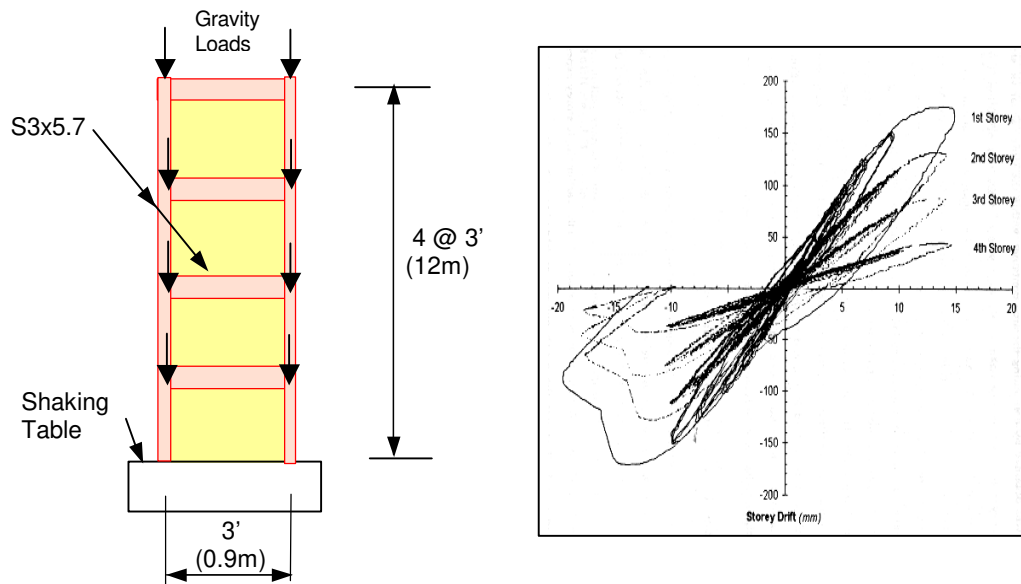 Gravity
Loads
S3x5.7
4 @ 3'
(12m)
Shaking
Table
3'
(0.9m)
200
150
100
50
-50
-100
-150
-200
-20
-15
-10
-5
0
5
10
15
20
1st Storey
2nd Storey
3rd Storey
4th Storey
Storey Drift (mm)